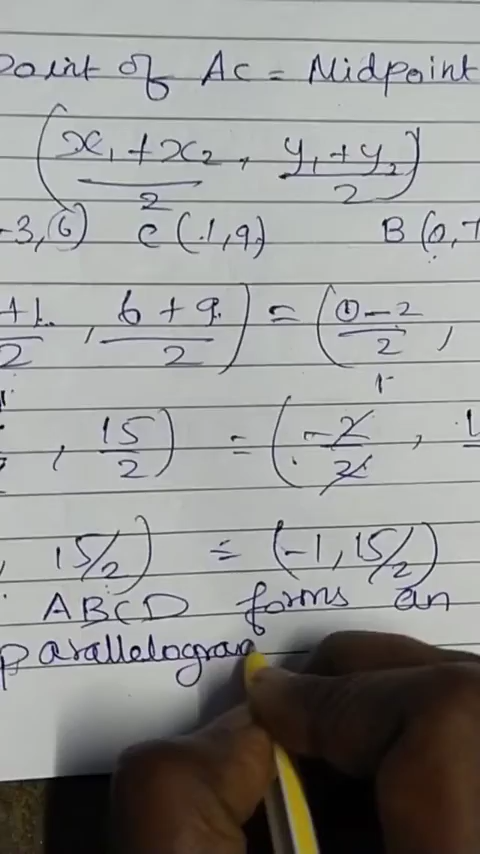 Point of AC = Midpoint
(x₁+x₂/2, y₁+y₂/2)
-3, 6) C (1, 9) B (0, 7
+1/2, 6+9/2) = (0-2/2,
, 15/2) = (-2/2,
, 15/2) = (-1, 15/2)
ABCD forms an
parallelogram